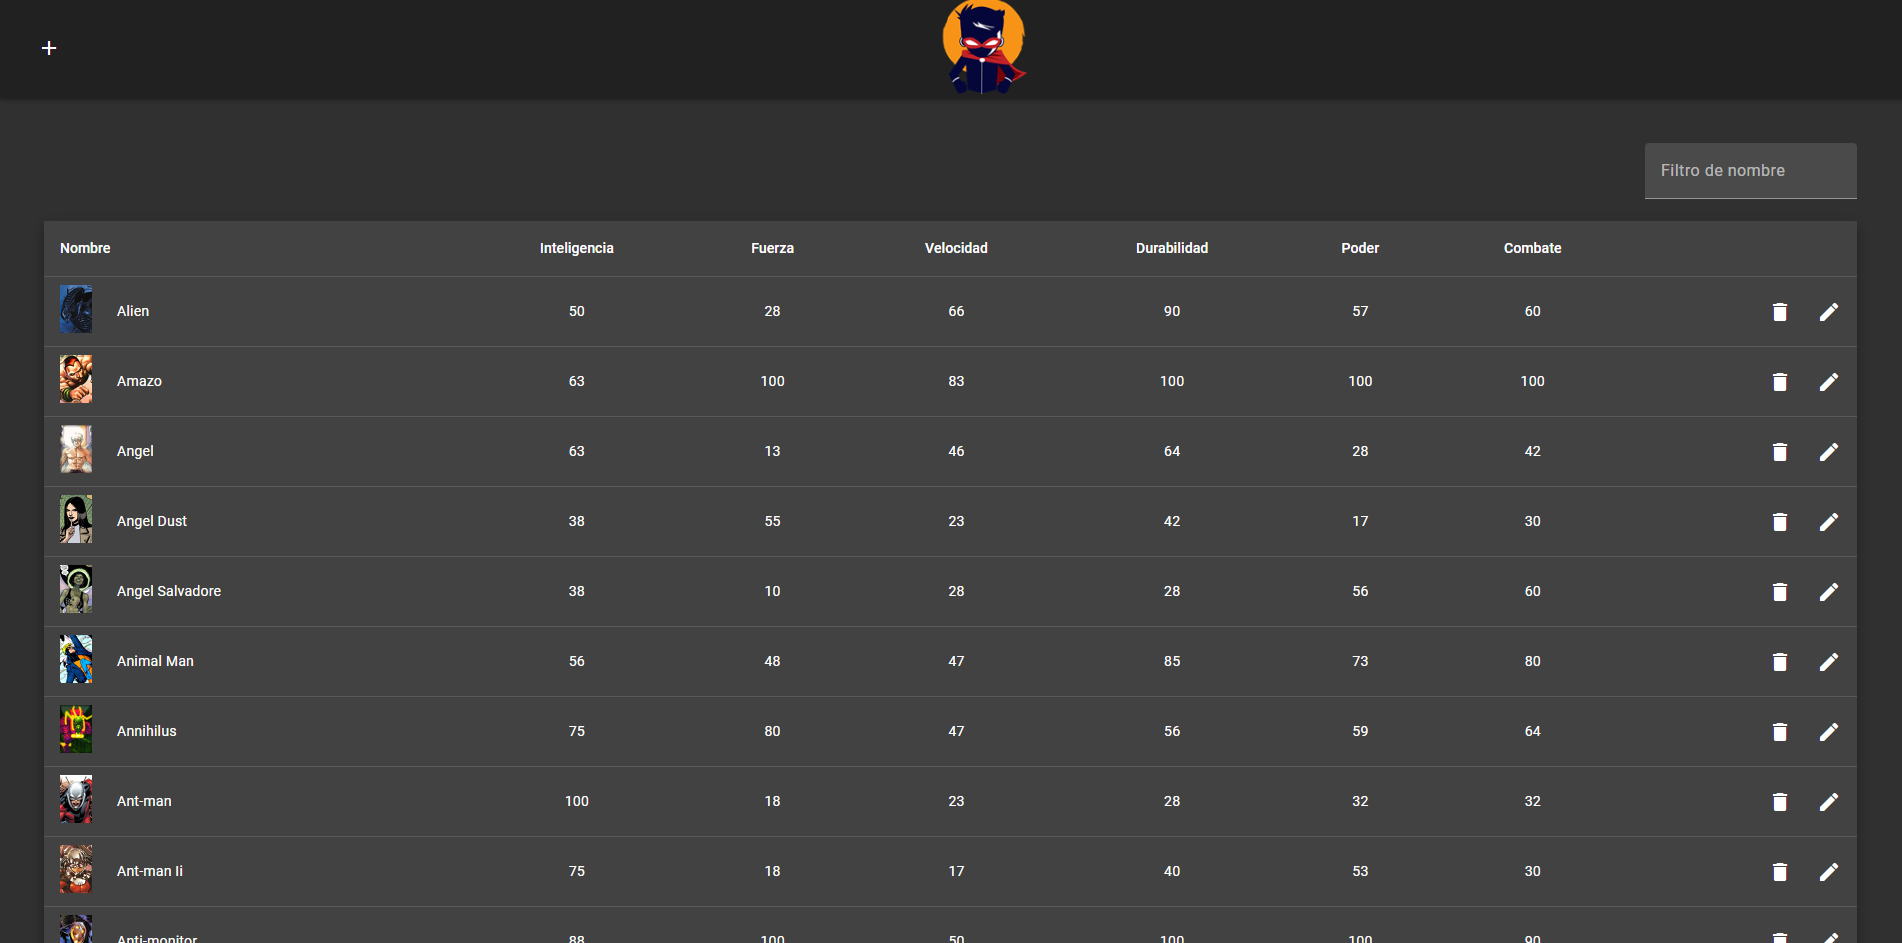 Filtro de nombre
Nombre Inteligencia Fuerza Velocidad Durabilidad Poder Combate
Alien 50 28 66 90 57 60
Amazo 63 100 83 100 100 100
Angel 63 13 46 64 28 42
Angel Dust 38 55 23 42 17 30
Angel Salvadore 38 10 28 28 56 60
Animal Man 56 48 47 85 73 80
Annihilus 75 80 47 56 59 64
Ant-man 100 18 23 28 32 32
Ant-man Ii 75 18 17 40 53 30
Anti-monitor 88 100 50 100 100 90